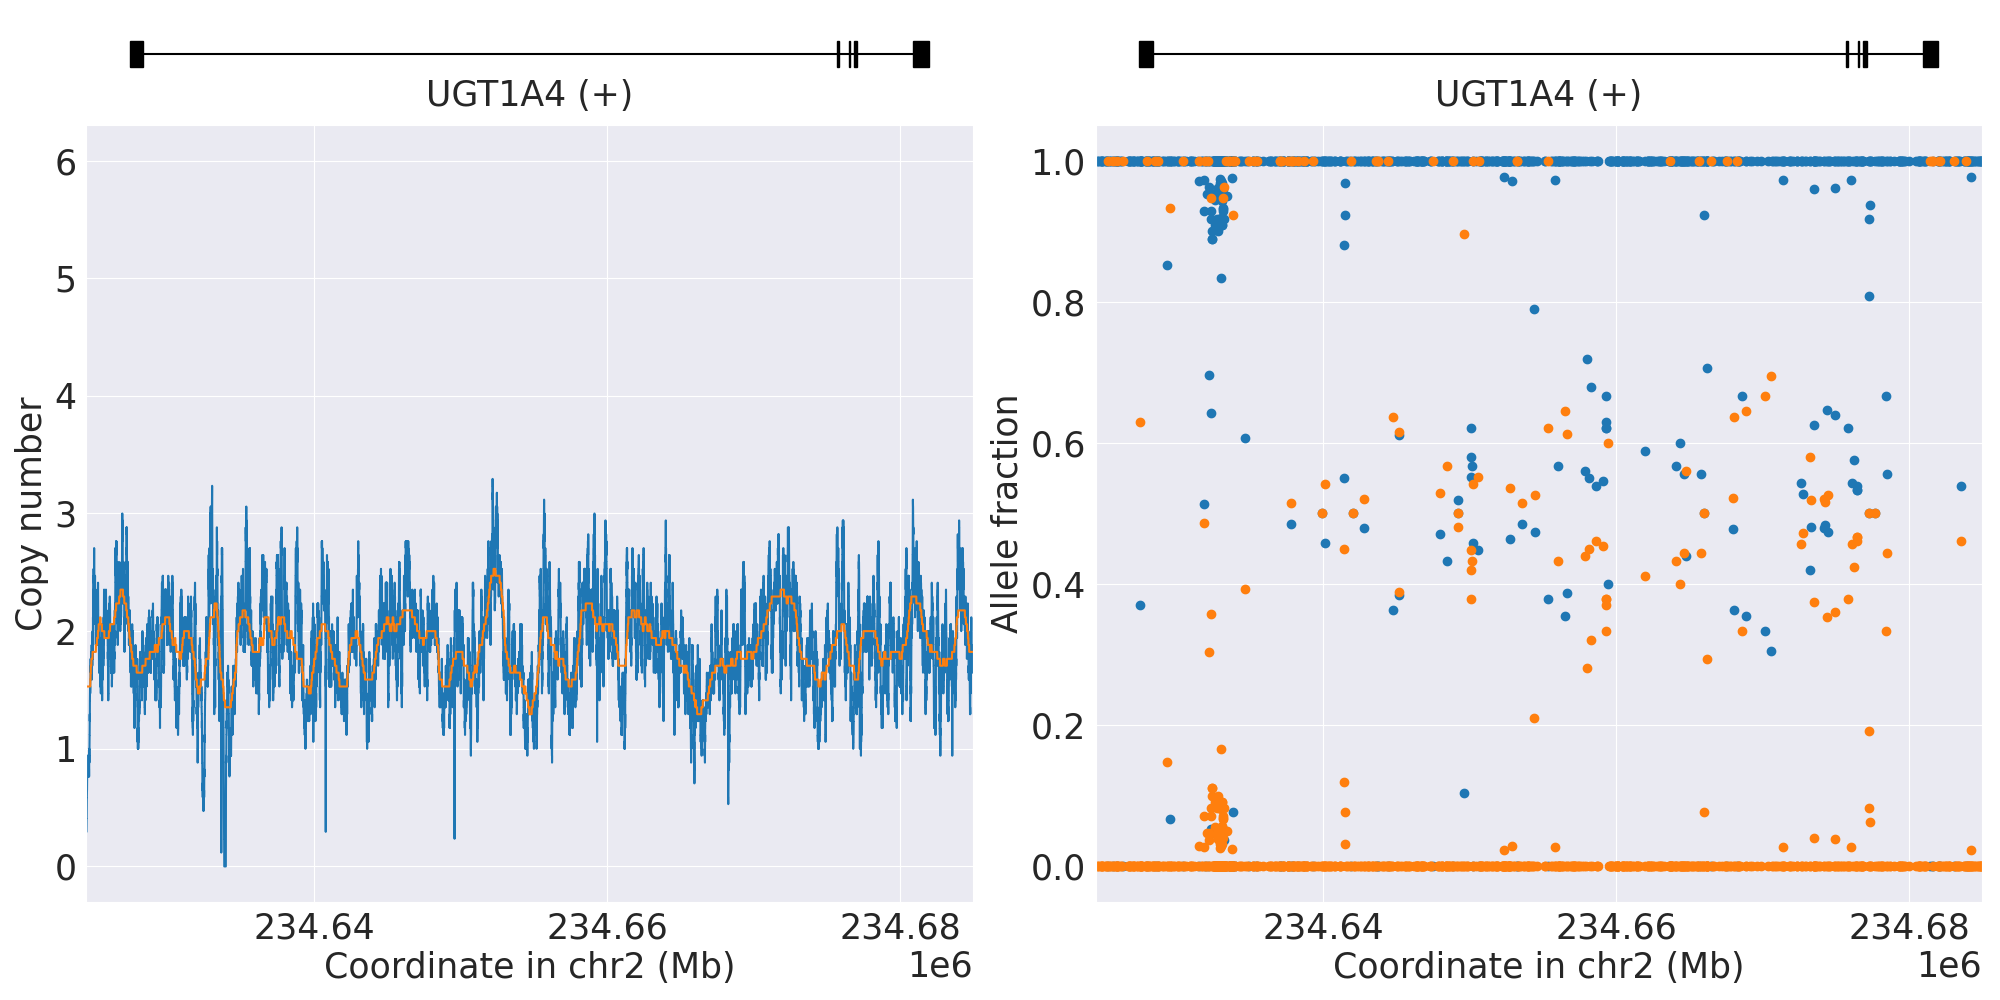 UGT1A4 (+)
6
5
4
3
2
1
0
Copy number
234.64
234.66
234.68
Coordinate in chr2 (Mb)
1e6
UGT1A4 (+)
1.0
0.8
0.6
0.4
0.2
0.0
Allele fraction
234.64
234.66
234.68
Coordinate in chr2 (Mb)
1e6